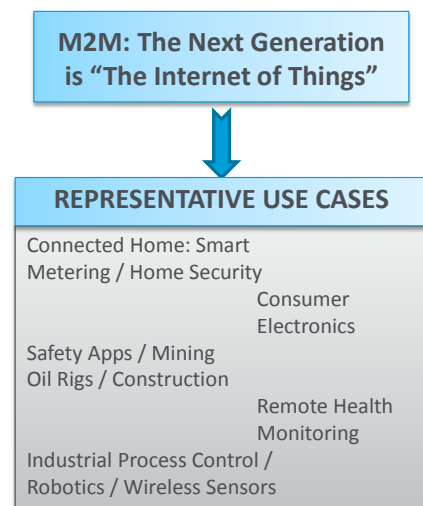 M2M: The Next Generation
is “The Internet of Things”
REPRESENTATIVE USE CASES
Connected Home: Smart
Metering / Home Security
Consumer
Electronics
Safety Apps / Mining
Oil Rigs / Construction
Remote Health
Monitoring
Industrial Process Control /
Robotics / Wireless Sensors